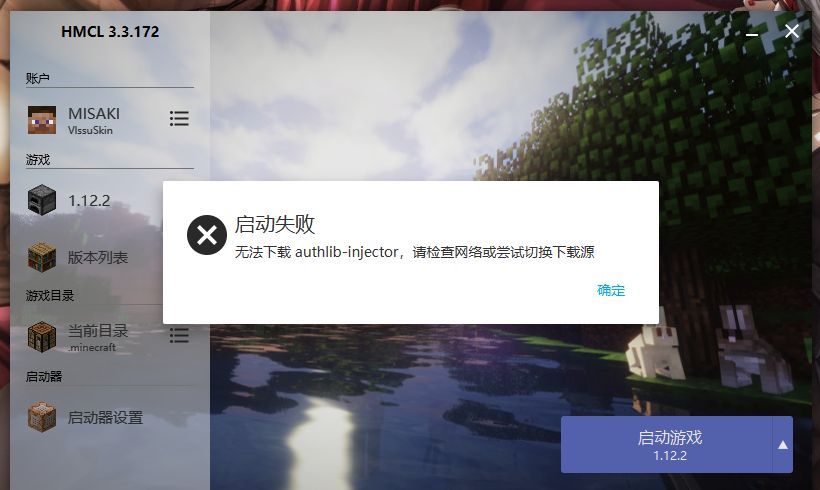 HMCL 3.3.172
账户
MISAKI
VlssuSkin
游戏
1.12.2
版本列表
游戏目录
当前目录
.minecraft
启动器
启动器设置
启动失败
无法下载 authlib-injector，请检查网络或尝试切换下载源
确定
启动游戏
1.12.2